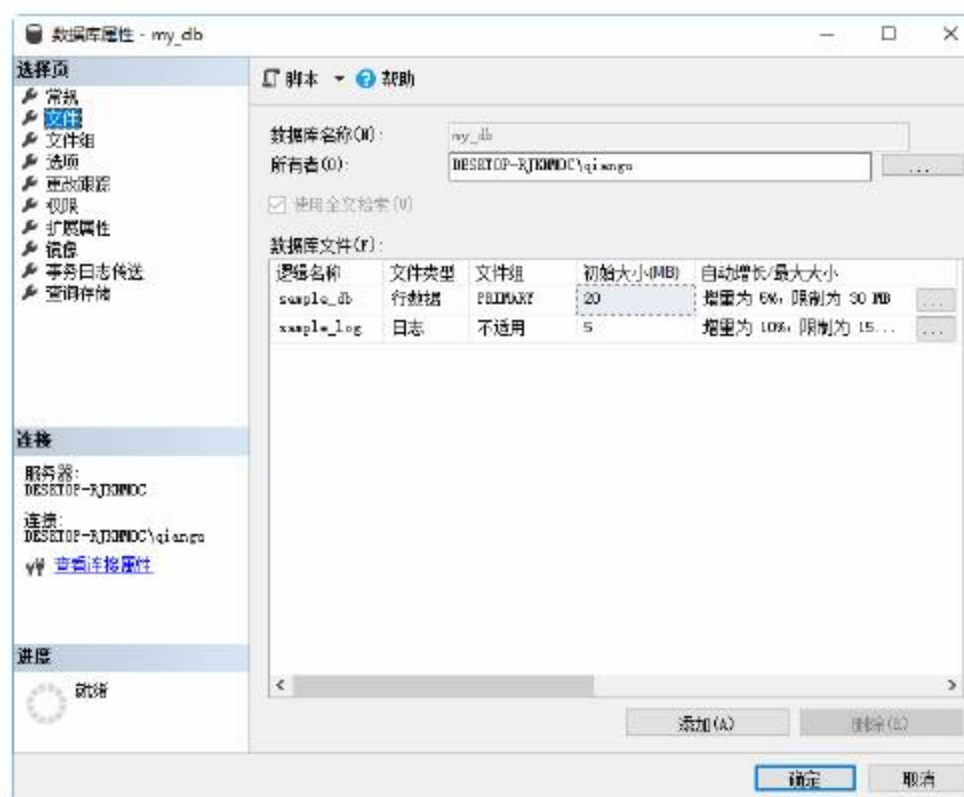 数据库属性 - my_db
选择页
常规
文件
文件组
选项
更改跟踪
权限
扩展属性
镜像
事务日志传送
查询存储
脚本 帮助
数据库名称(N): my_db
所有者(O): DESKTOP-RJKHMOC\qiangu ...
使用全文检索(U)
数据库文件(F):
逻辑名称 文件类型 文件组 初始大小(MB) 自动增长/最大大小
sample_db 行数据 PRIMARY 20 增量为 5%, 限制为 30 MB ...
sample_log 日志 不适用 5 增量为 10%, 限制为 15... ...
连接
服务器:
连接:
查看连接属性
进度
就绪
添加(A) 删除(R)
确定 取消